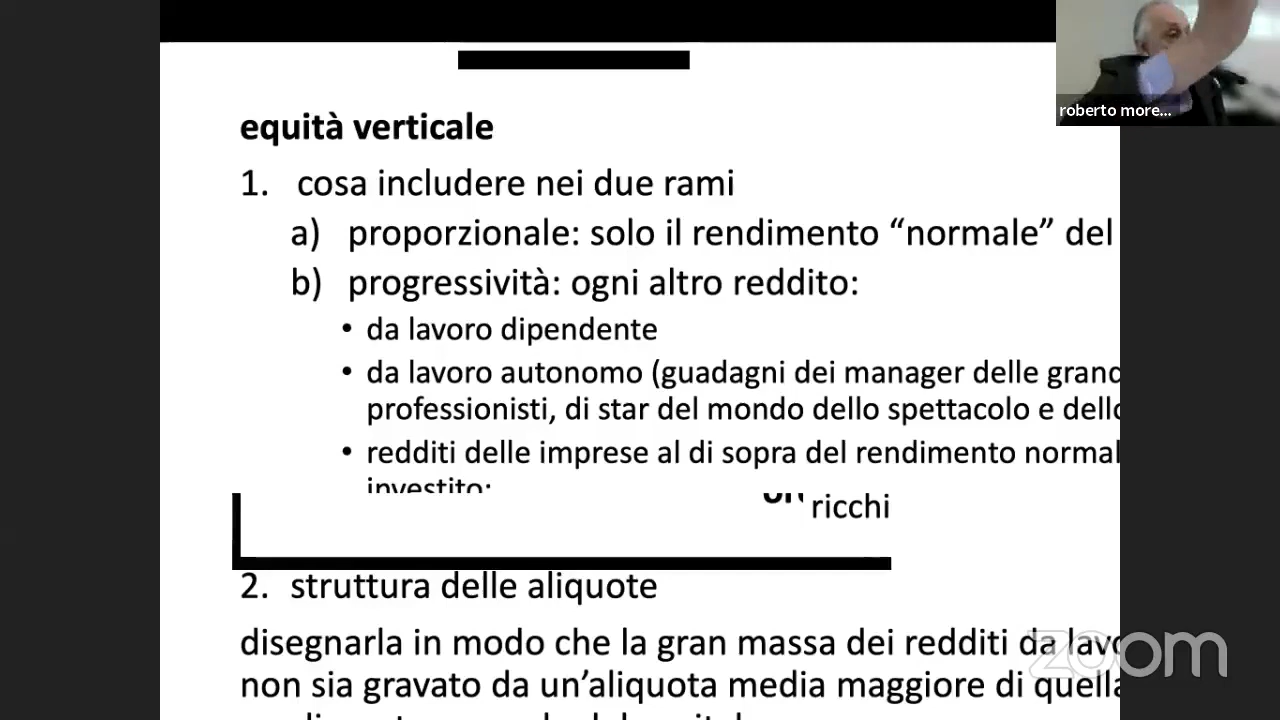 roberto more...
equità verticale
1. cosa includere nei due rami
a) proporzionale: solo il rendimento “normale” del
b) progressività: ogni altro reddito:
• da lavoro dipendente
• da lavoro autonomo (guadagni dei manager delle grand
professionisti, di star del mondo dello spettacolo e dello
• redditi delle imprese al di sopra del rendimento normal
investito:
ricchi
2. struttura delle aliquote
disegnarla in modo che la gran massa dei redditi da lavo
non sia gravato da un’aliquota media maggiore di quella
zoom